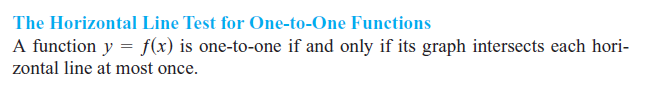 The Horizontal Line Test for One-to-One Functions
A function y = f(x) is one-to-one if and only if its graph intersects each hori-
zontal line at most once.